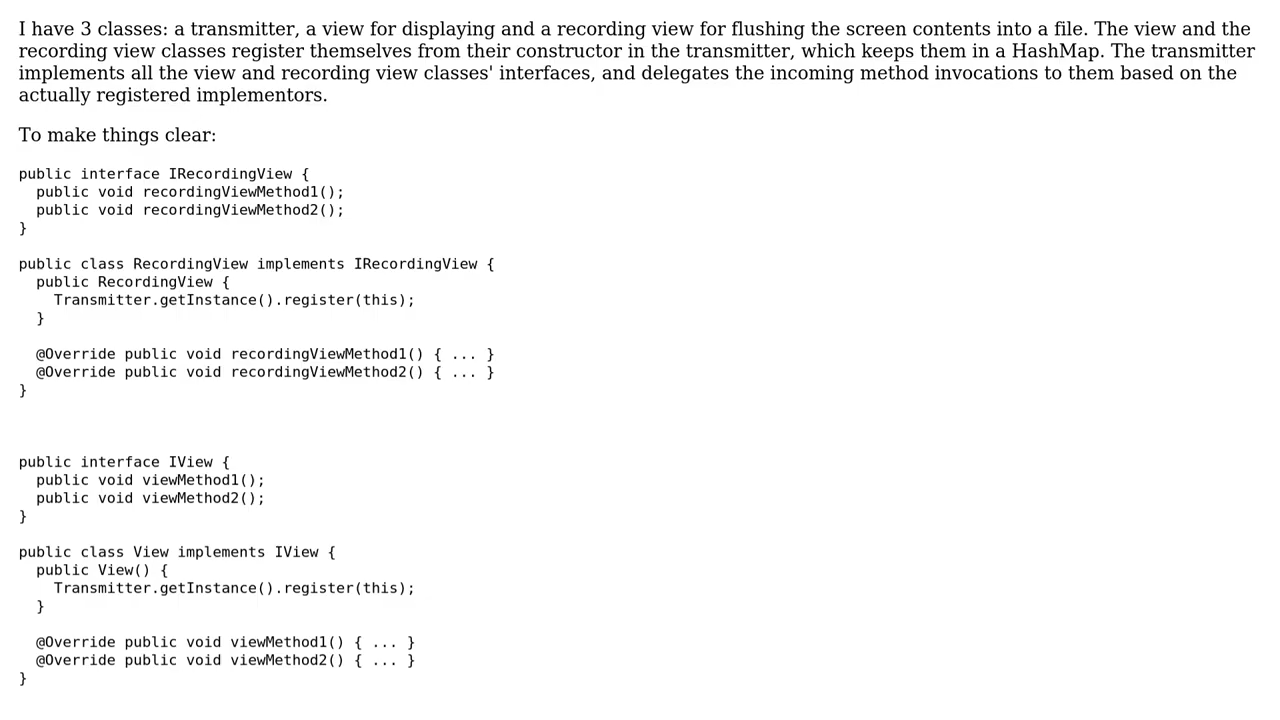 I have 3 classes: a transmitter, a view for displaying and a recording view for flushing the screen contents into a file. The view and the
recording view classes register themselves from their constructor in the transmitter, which keeps them in a HashMap. The transmitter
implements all the view and recording view classes' interfaces, and delegates the incoming method invocations to them based on the
actually registered implementors.
To make things clear:
public interface IRecordingView {
  public void recordingViewMethod1();
  public void recordingViewMethod2();
}
public class RecordingView implements IRecordingView {
  public RecordingView {
    Transmitter.getInstance().register(this);
  }
  @Override public void recordingViewMethod1() { ... }
  @Override public void recordingViewMethod2() { ... }
}
public interface IView {
  public void viewMethod1();
  public void viewMethod2();
}
public class View implements IView {
  public View() {
    Transmitter.getInstance().register(this);
  }
  @Override public void viewMethod1() { ... }
  @Override public void viewMethod2() { ... }
}